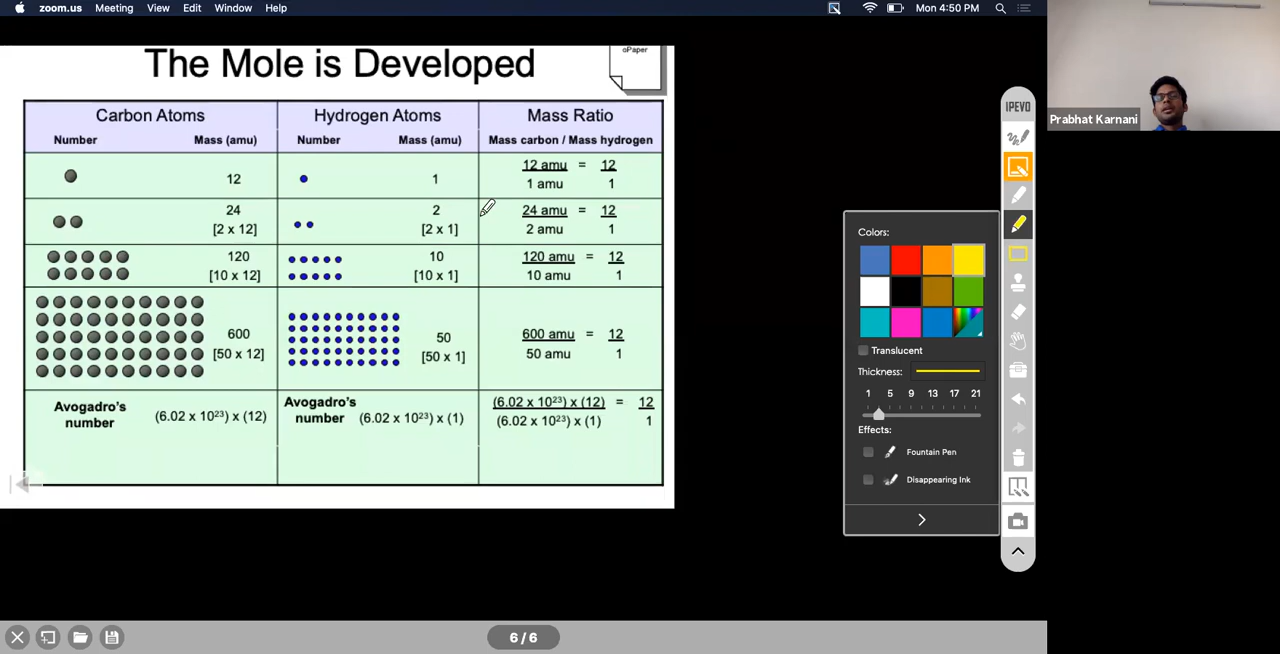 zoom.us Meeting View Edit Window Help
Mon 4:50 PM
The Mole is Developed
oPaper
Carbon Atoms Hydrogen Atoms Mass Ratio
Number Mass (amu) Number Mass (amu) Mass carbon / Mass hydrogen
12 1 12 amu = 12
1 amu 1
24 2 24 amu = 12
[2 x 12] [2 x 1] 2 amu 1
120 10 120 amu = 12
[10 x 12] [10 x 1] 10 amu 1
600 50 600 amu = 12
[50 x 12] [50 x 1] 50 amu 1
Avogadro's (6.02 x 10²³) x (12) Avogadro's (6.02 x 10²³) x (1) (6.02 x 10²³) x (12) = 12
number number (6.02 x 10²³) x (1) 1
6 / 6
Colors:
Translucent
Thickness:
1 5 9 13 17 21
Effects:
Fountain Pen
Disappearing Ink
IPEVO
Prabhat Karnani